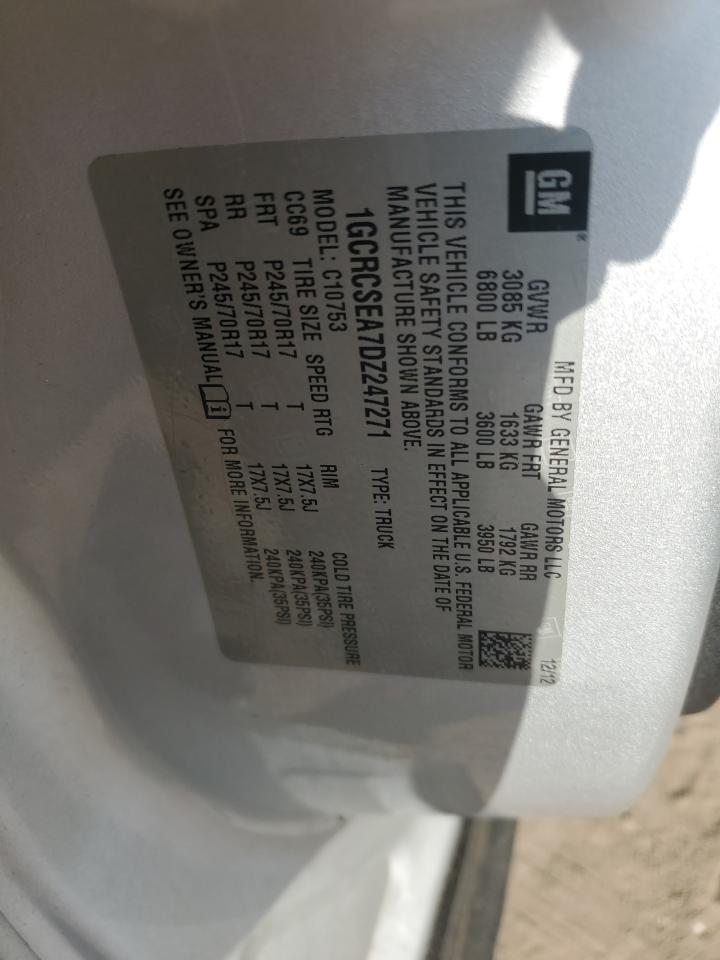 GM
MFD BY GENERAL MOTORS LLC 12/12
GVWR GAWR FRT GAWR RR
3085 KG 1633 KG 1792 KG
6800 LB 3600 LB 3950 LB
THIS VEHICLE CONFORMS TO ALL APPLICABLE U.S. FEDERAL MOTOR
VEHICLE SAFETY STANDARDS IN EFFECT ON THE DATE OF
MANUFACTURE SHOWN ABOVE.
1GCRCSEA7DZ247271 TYPE: TRUCK
MODEL: C10753
CC69 TIRE SIZE SPEED RTG RIM COLD TIRE PRESSURE
FRT P245/70R17 T 17X7.5J 240KPA(35PSI)
RR P245/70R17 T 17X7.5J 240KPA(35PSI)
SPA P245/70R17 T 17X7.5J 240KPA(35PSI)
SEE OWNER'S MANUAL FOR MORE INFORMATION.